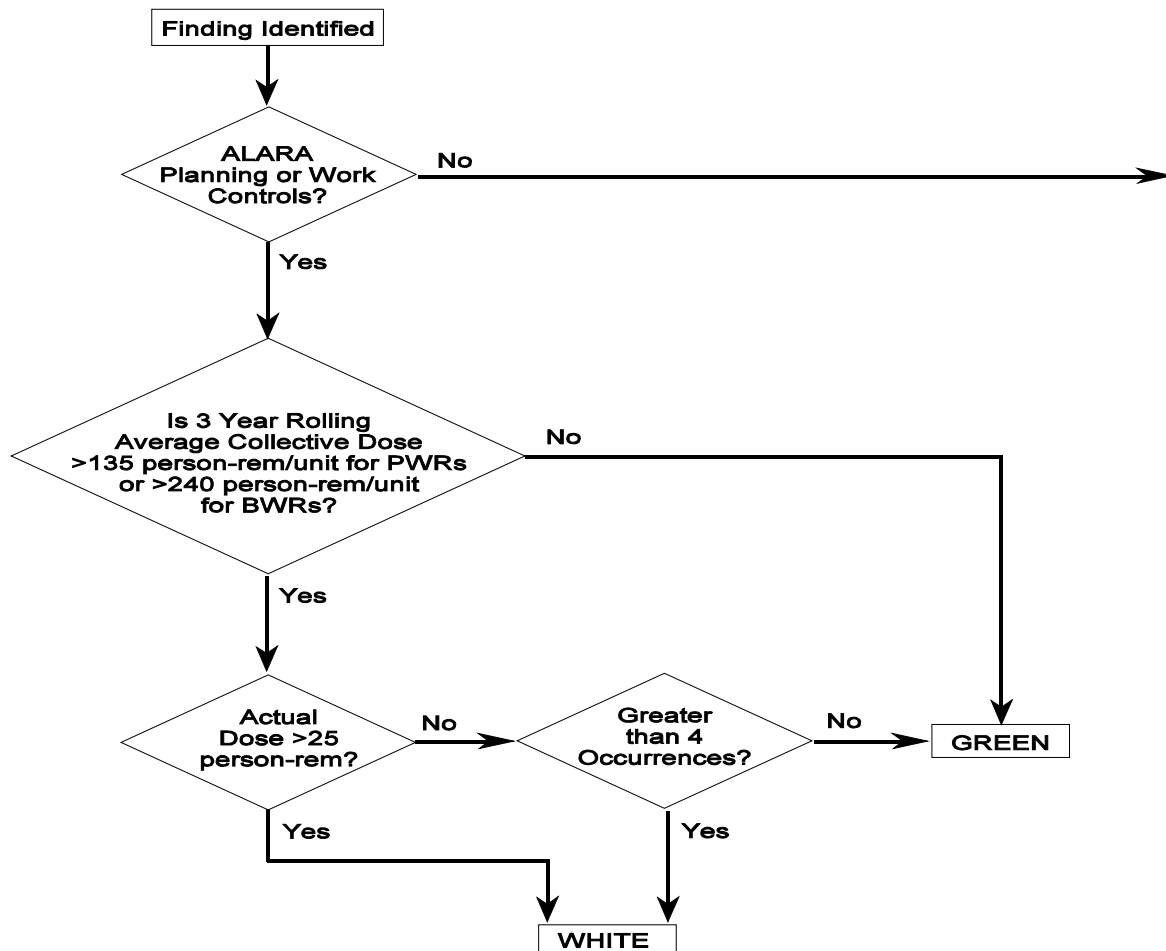 Finding Identified
ALARA
Planning or Work
Controls?
No
Yes
Is 3 Year Rolling
Average Collective Dose
>135 person-rem/unit for PWRs
or >240 person-rem/unit
for BWRs?
No
Yes
Actual
Dose >25
person-rem?
No
Greater
than 4
Occurrences?
No
GREEN
Yes
Yes
WHITE